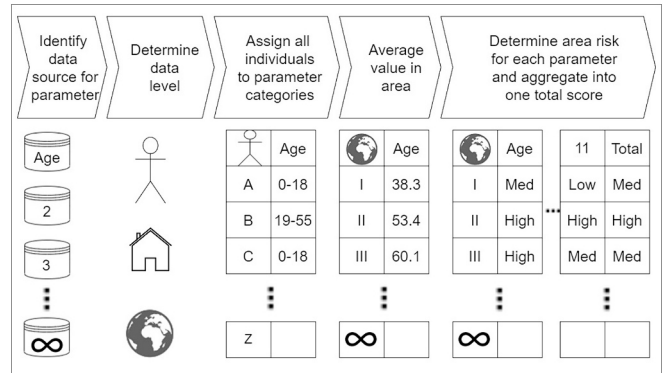 Identify
data
source for
parameter
Determine
data
level
Assign all
individuals
to parameter
categories
Average
value in
area
Determine area risk
for each parameter
and aggregate into
one total score
Age
2
3
∞
Age
A 0-18
B 19-55
C 0-18
Z
Age
I 38.3
II 53.4
III 60.1
∞
Age
I Med
II High
III High
∞
...
11 Total
Low Med
High High
Med Med